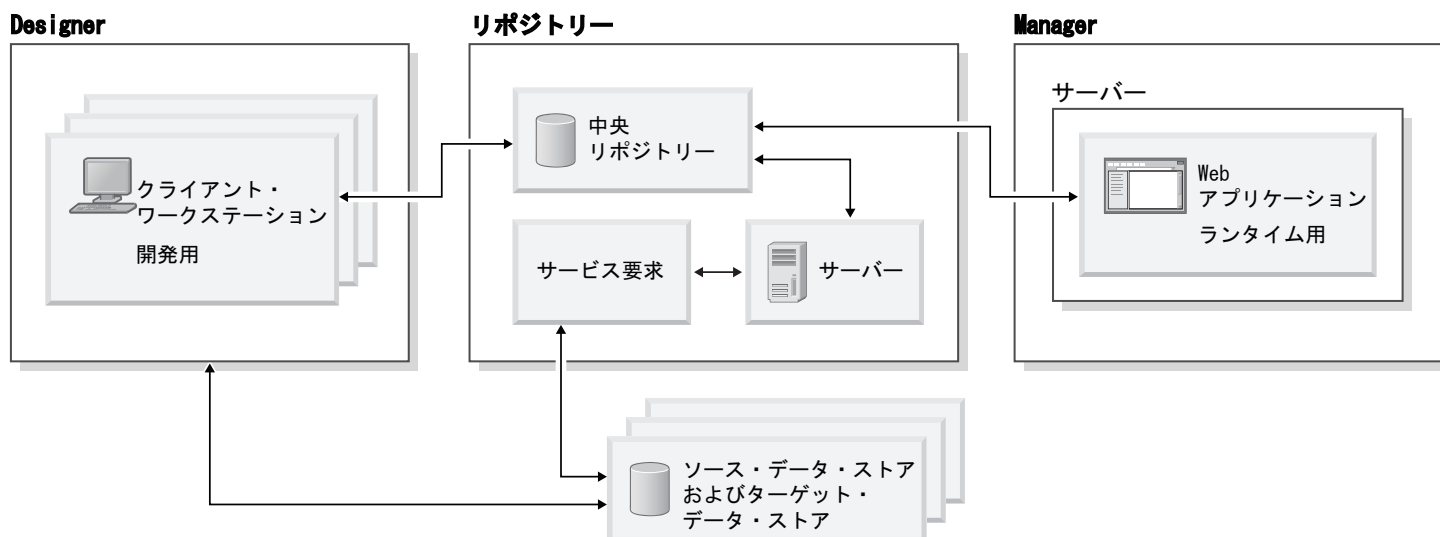 Designer
クライアント・
ワークステーション
開発用
リポジトリー
中央
リポジトリー
サービス要求
サーバー
Manager
サーバー
Web
アプリケーション
ランタイム用
ソース・データ・ストア
およびターゲット・
データ・ストア